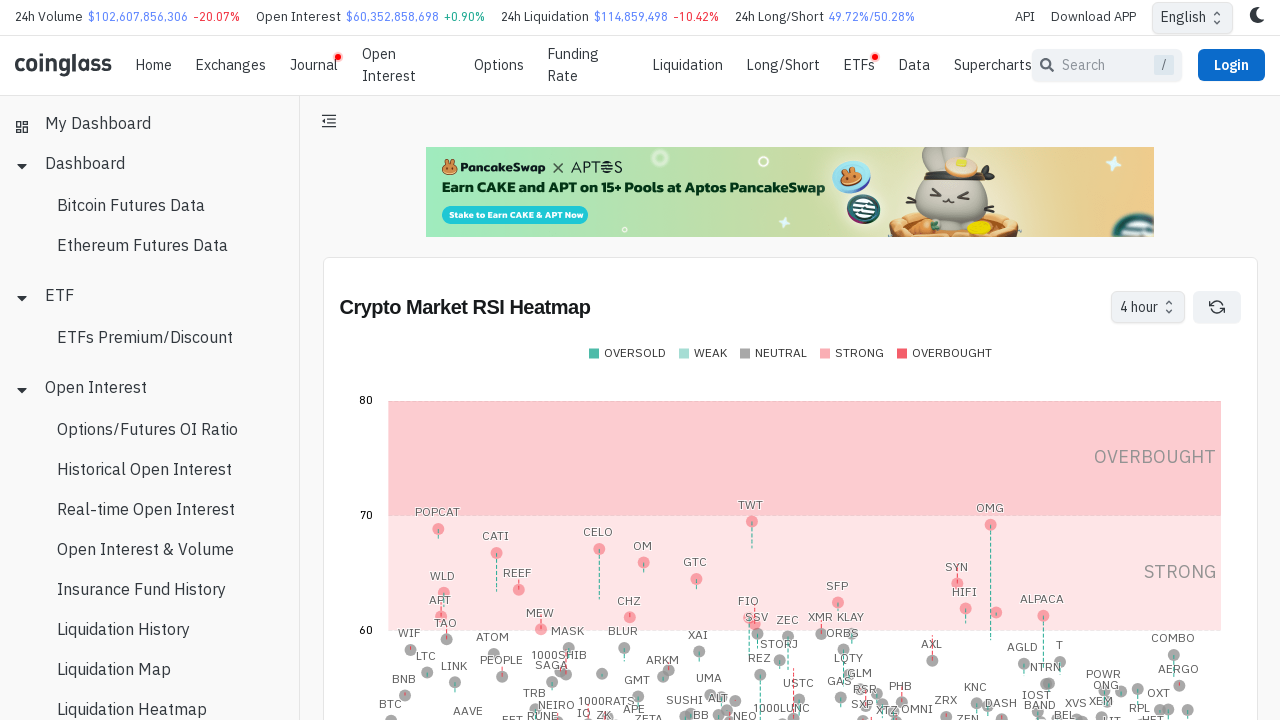 24h Volume $102,607,856,306 -20.07% Open Interest $60,352,858,698 +0.90% 24h Liquidation $114,859,498 -10.42% 24h Long/Short 49.72%/50.28% API Download APP English
coinglass Home Exchanges Journal Open Interest Options Funding Rate Liquidation Long/Short ETFs Data Supercharts Search / Login
My Dashboard
Dashboard
Bitcoin Futures Data
Ethereum Futures Data
ETF
ETFs Premium/Discount
Open Interest
Options/Futures OI Ratio
Historical Open Interest
Real-time Open Interest
Open Interest & Volume
Insurance Fund History
Liquidation History
Liquidation Map
Liquidation Heatmap
PancakeSwap X APTOS
Earn CAKE and APT on 15+ Pools at Aptos PancakeSwap
Stake to Earn CAKE & APT Now
Crypto Market RSI Heatmap
4 hour
OVERSOLD WEAK NEUTRAL STRONG OVERBOUGHT
80
OVERBOUGHT
TWT
OMG
POPCAT
70
CATI
CELO
OM
GTC
SYN
STRONG
REEF
WLD
SFP
HIFI
APT
CHZ
FIO
ALPACA
MEW
SSV
XMR KLAY
TAO
ZEC
60
WIF
ATOM
MASK
BLUR
XAI
ORBS
COMBO
STORJ
AXL
AGLD
T
LTC
PEOPLE
1000SHIB
ARKM
REZ
LQTY
LINK
SAGA
NTRN
AERGO
BNB
GMT
UMA
USTC
GAS
GLM
RSR
PHB
KNC
POWR
ONG
TRB
1000RATS
SUSHI
ALT
ZRX
IOST
OXT
BTC
AAVE
NEIRO
APE
1000LUNC
SXP
OMNI
DASH
BAND
XVS
XEM
RPL
RUNE
IO
ZK
ZETA
BB
NEO
XTZ
ZEN
BEL